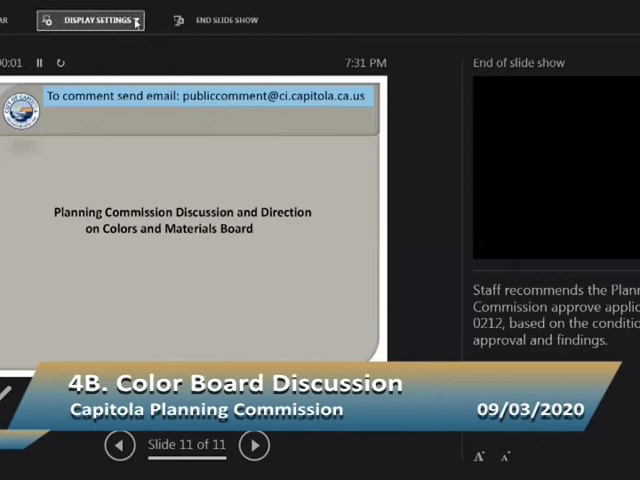 AR
DISPLAY SETTINGS
END SLIDE SHOW
0:01
7:31 PM
End of slide show
To comment send email: publiccomment@ci.capitola.ca.us
Planning Commission Discussion and Direction
on Colors and Materials Board
Staff recommends the
Commission approve
0212, based on the
approval and findings.
4B. Color Board Discussion
Capitola Planning Commission
09/03/2020
Slide 11 of 11
A
A